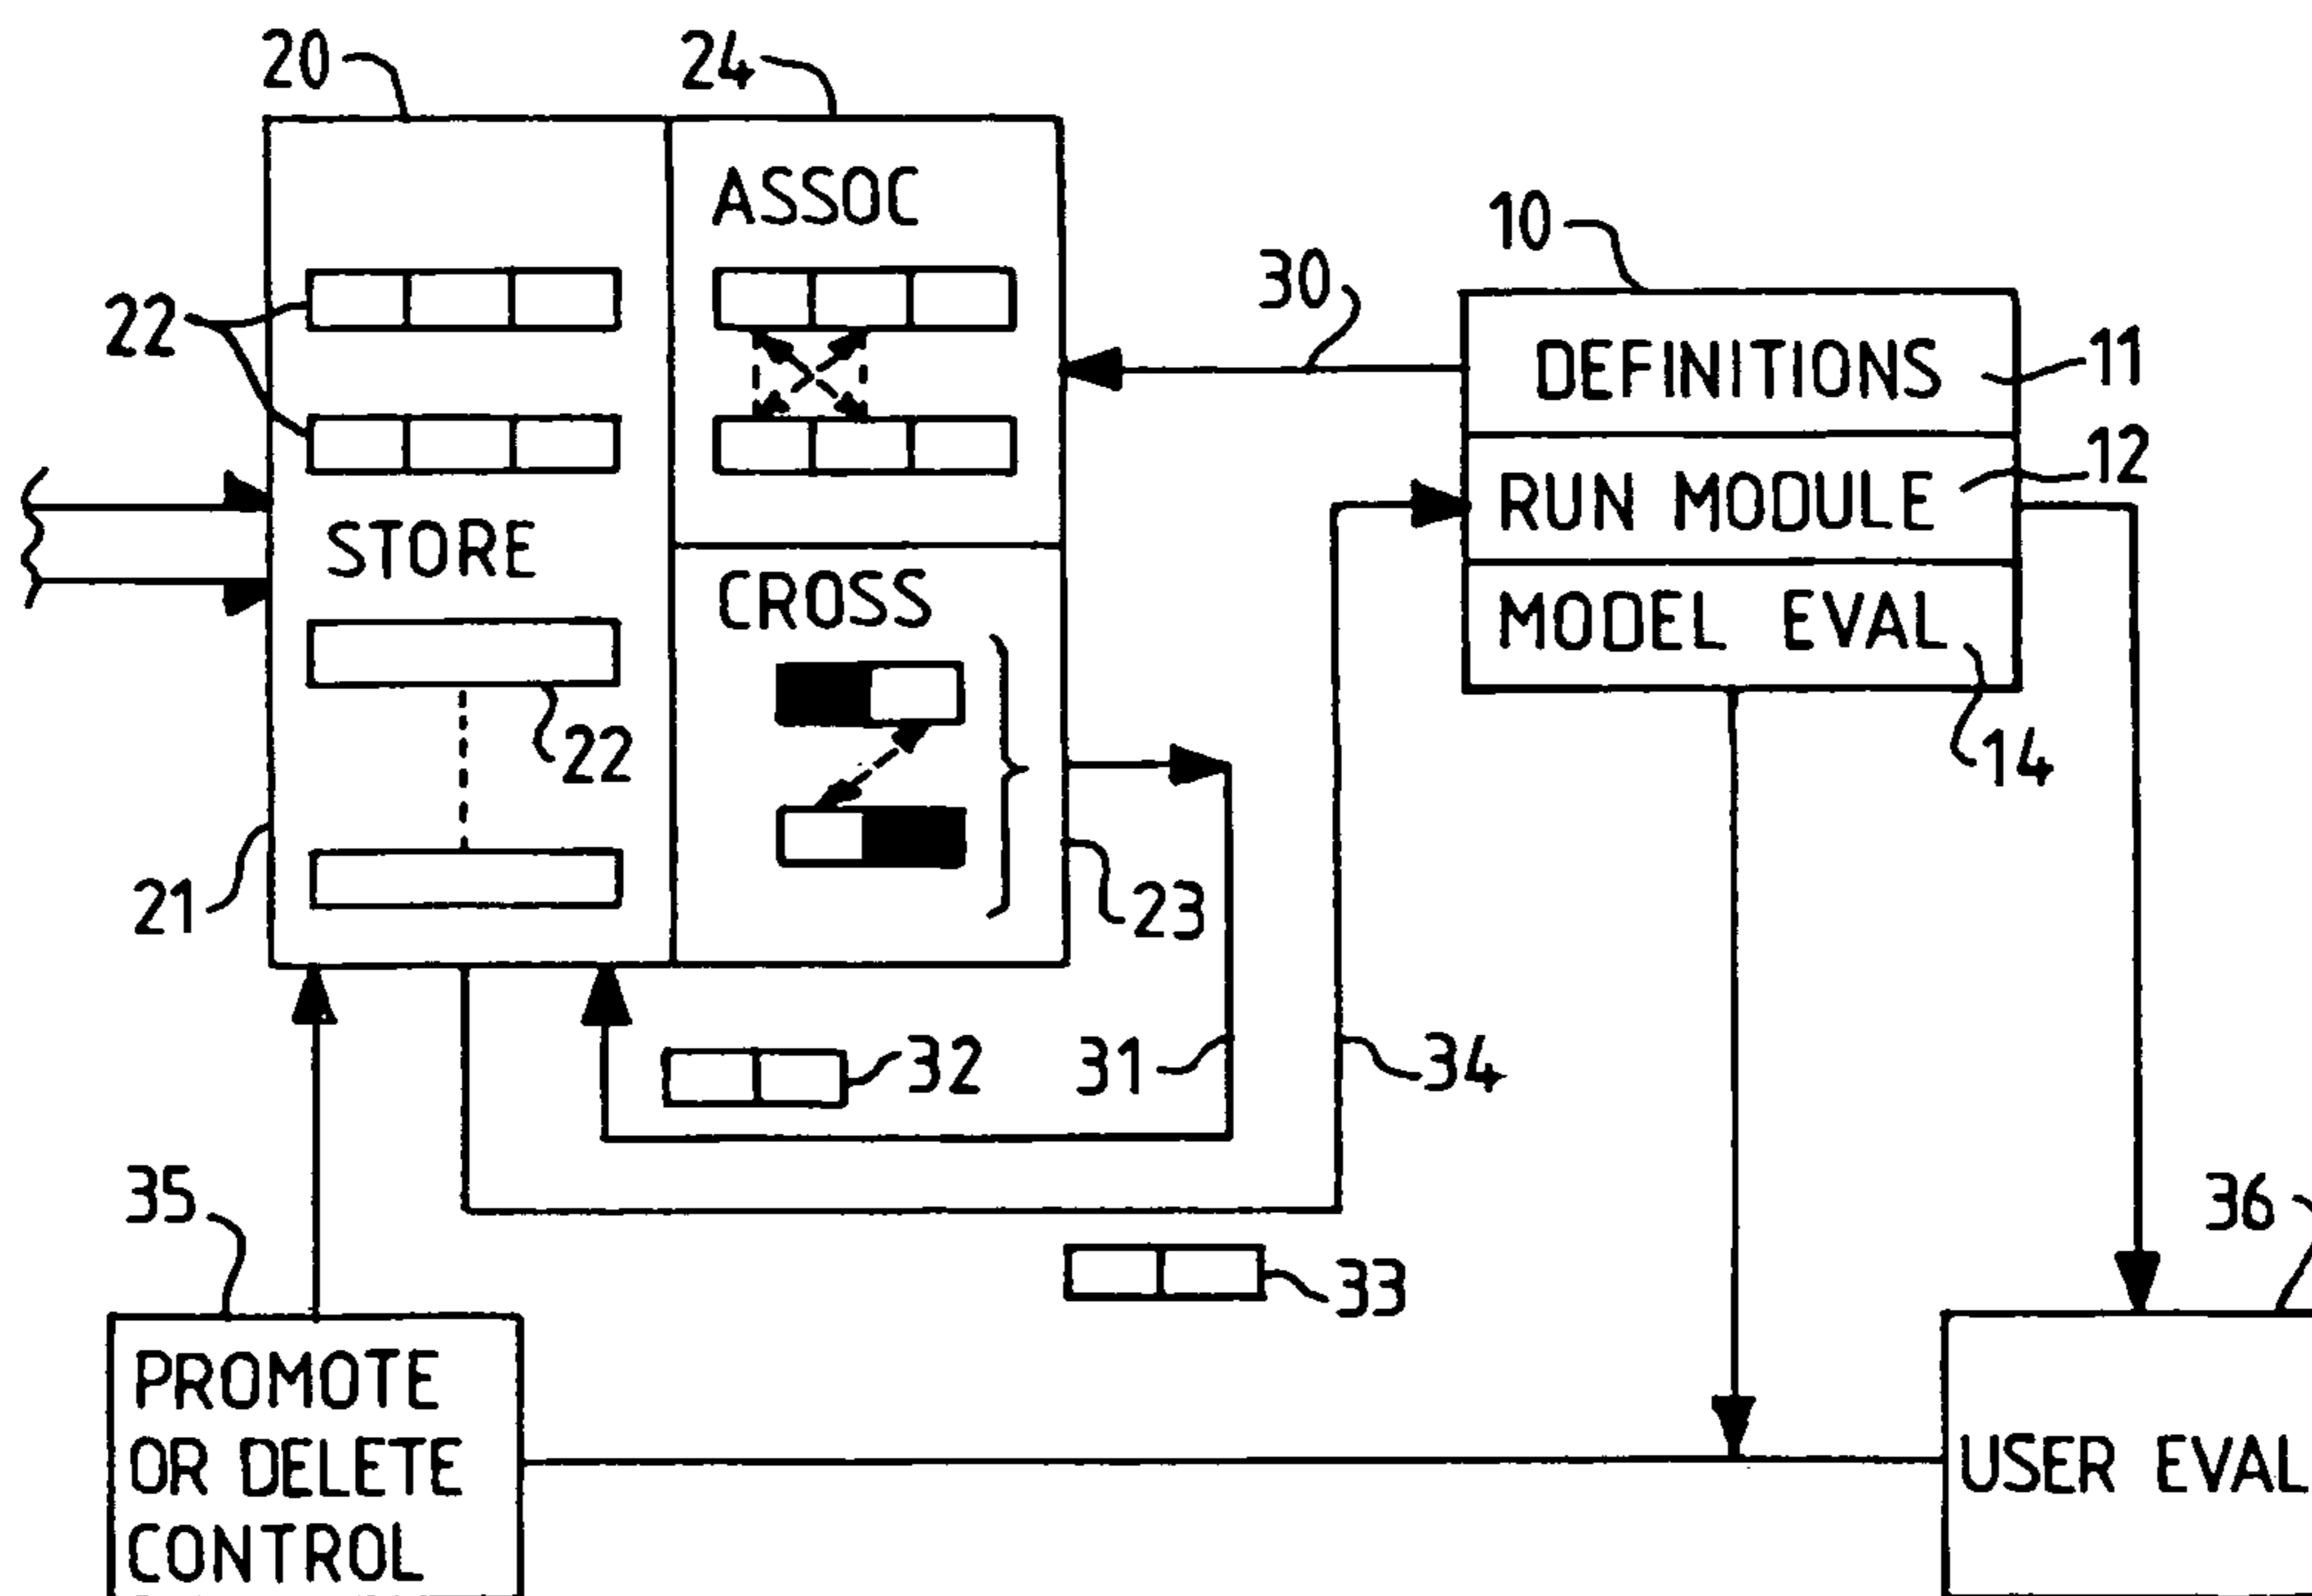 20
24
ASSOC
10
30
22
DEFINITIONS
11
12
RUN MODULE
STORE
CROSS
MODEL EVAL
22
14
21
23
32
31
34
35
36
33
PROMOTE
OR DELETE
CONTROL
USER EVAL